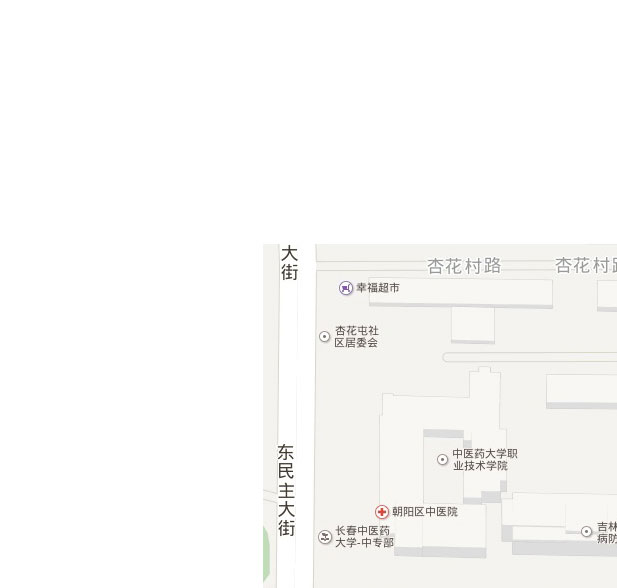 大街
杏花村路
杏花村路
幸福超市
杏花屯社
区居委会
东民主大街
中医药大学职
业技术学院
朝阳区中医院
长春中医药
大学-中专部
吉林
病防